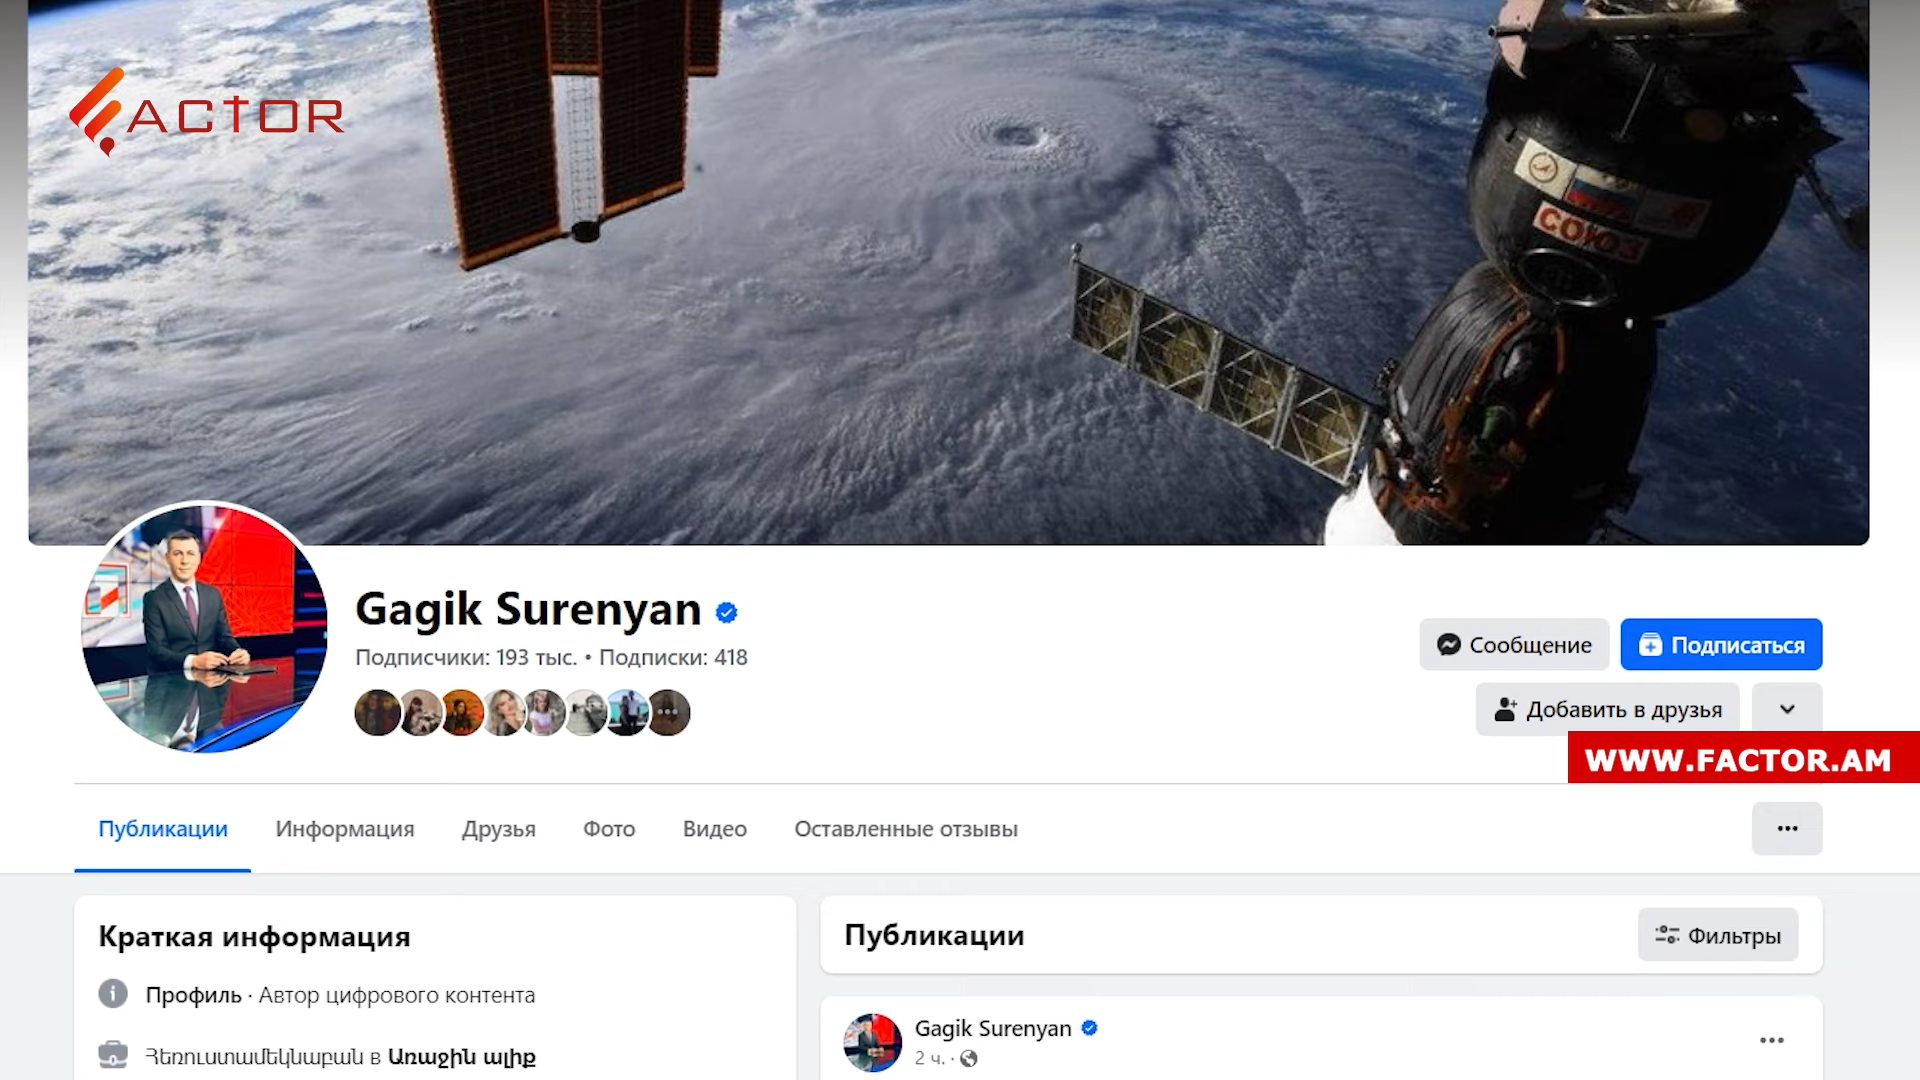 FACTOR
СОЮЗ
Gagik Surenyan
Подписчики: 193 тыс. • Подписки: 418
Сообщение
Подписаться
Добавить в друзья
WWW.FACTOR.AM
Публикации
Информация
Друзья
Фото
Видео
Оставленные отзывы
Краткая информация
Профиль · Автор цифрового контента
Հեռուստամեկնաբան в Առաջին ալիք
Публикации
Фильтры
Gagik Surenyan
2 ч. ·